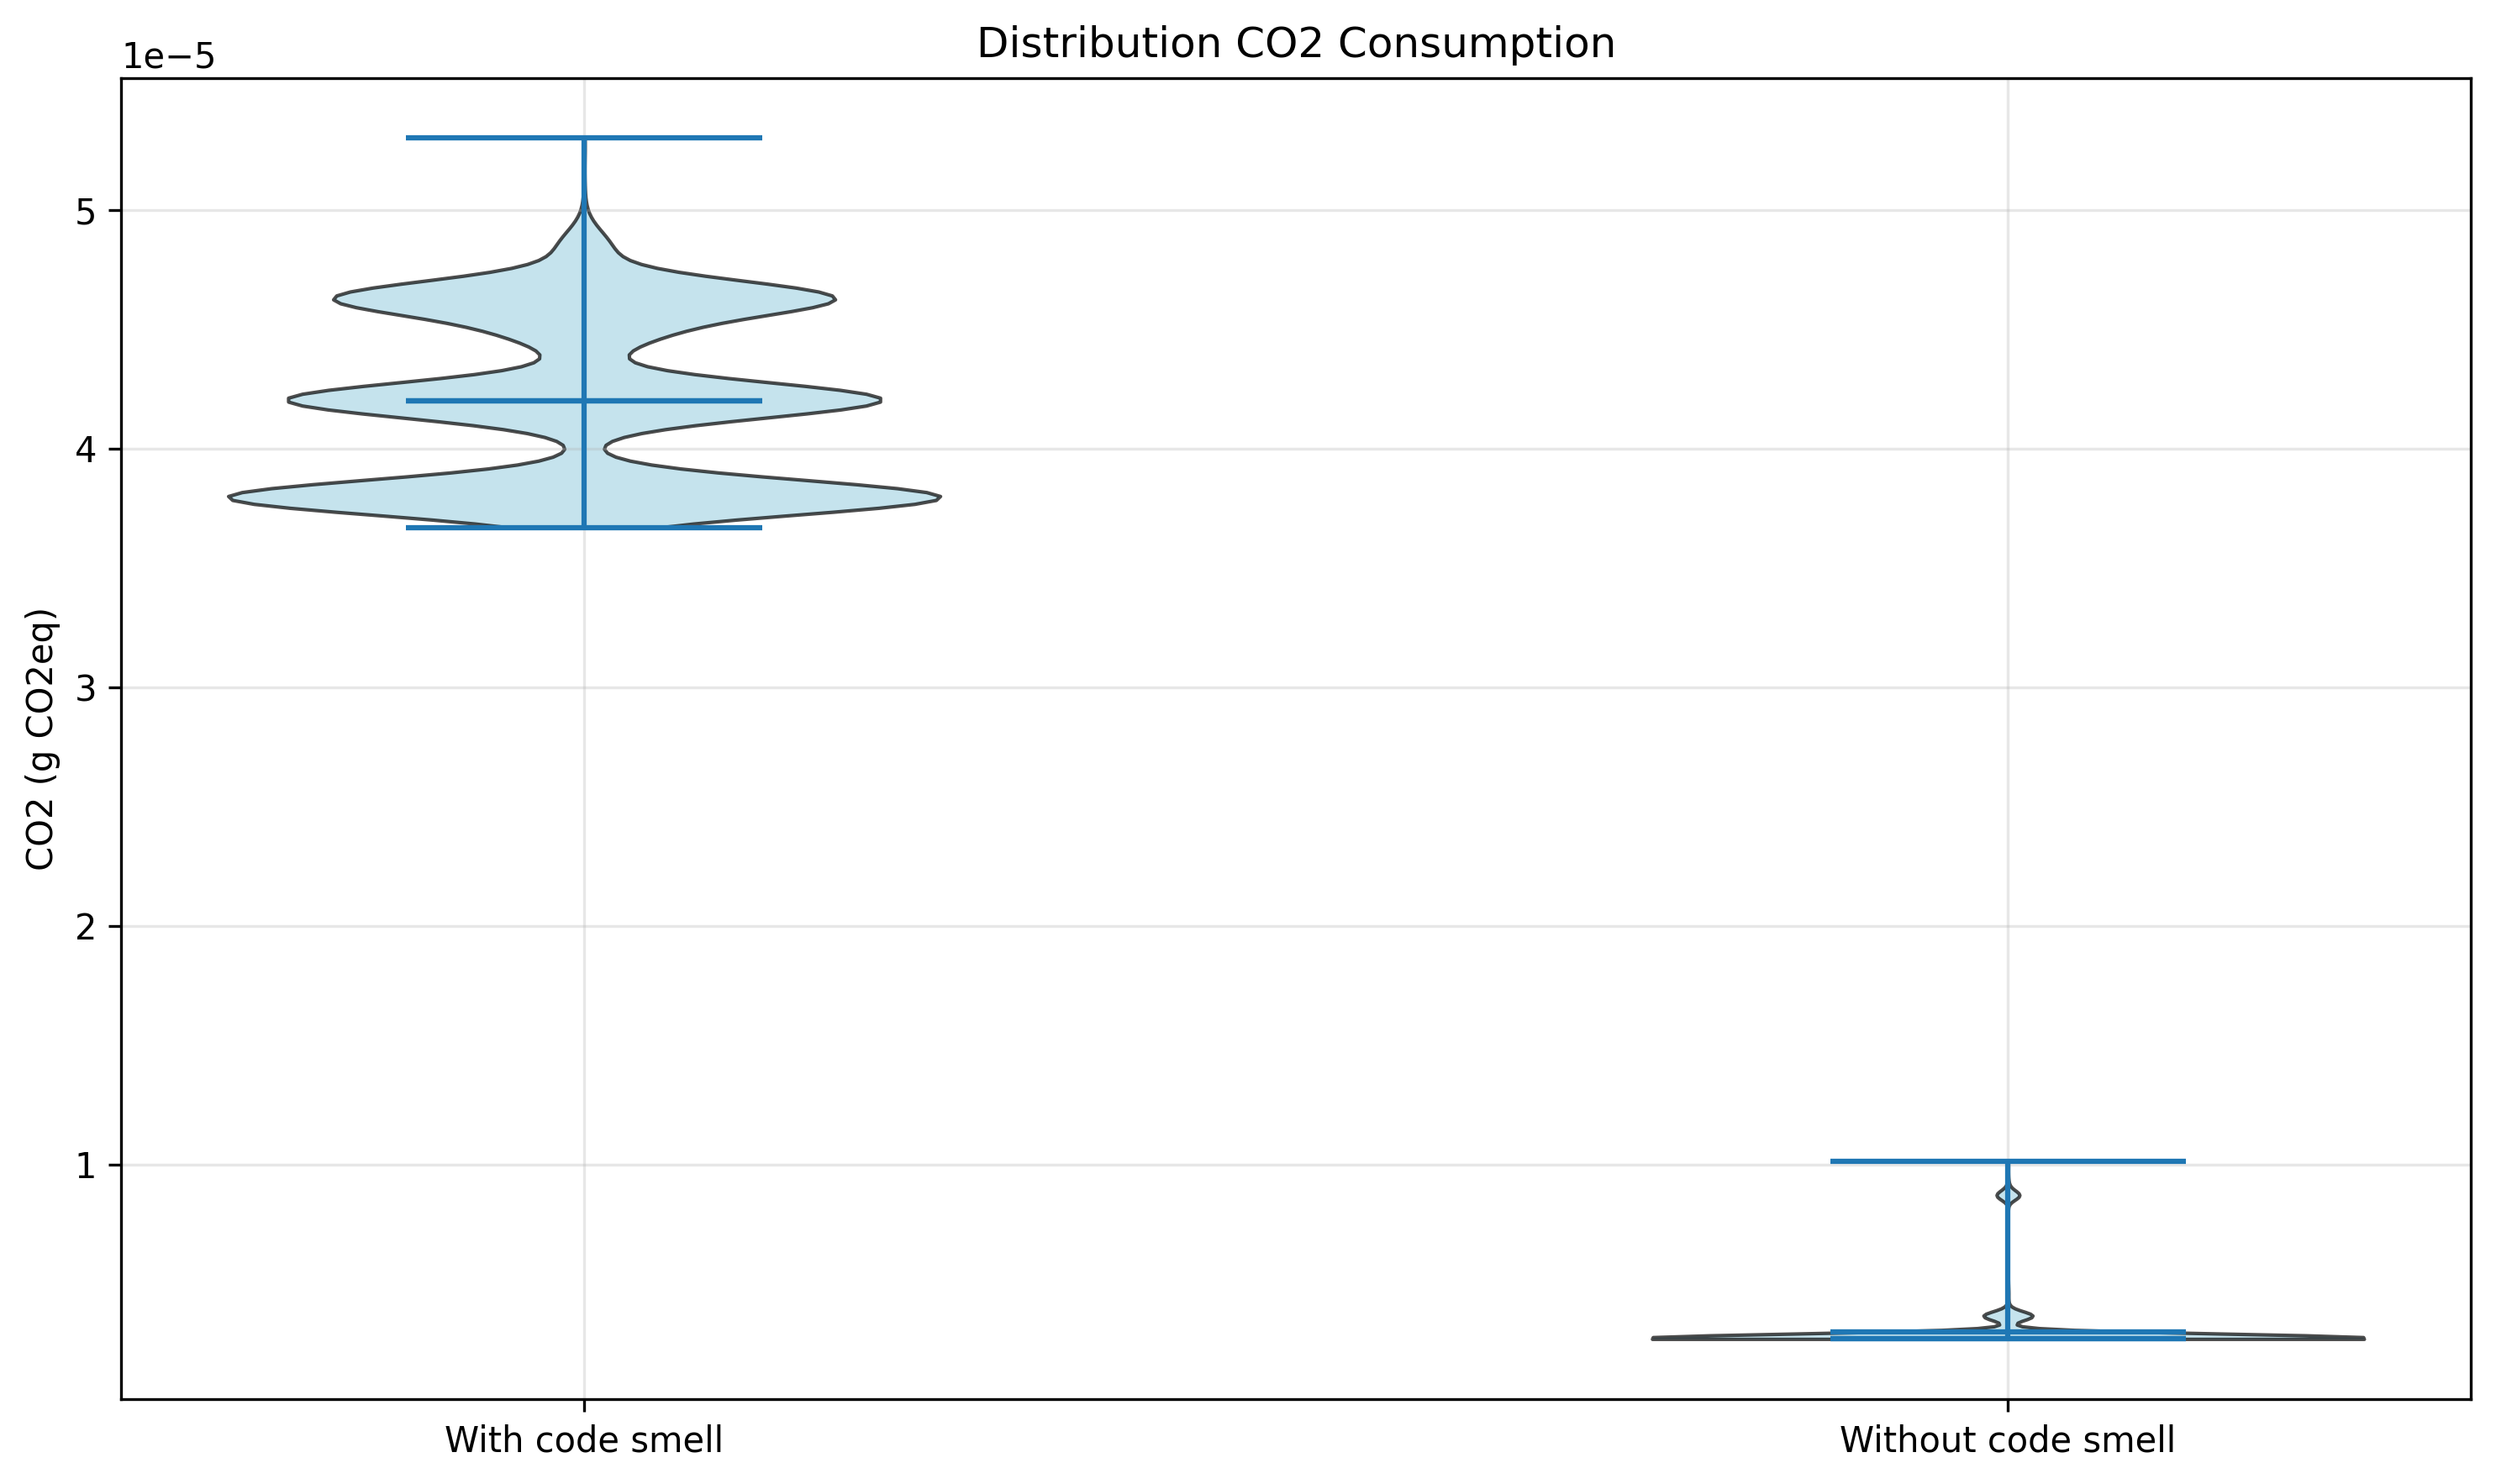 Distribution CO2 Consumption
1e−5
CO2 (g CO2eq)
5
4
3
2
1
With code smell
Without code smell